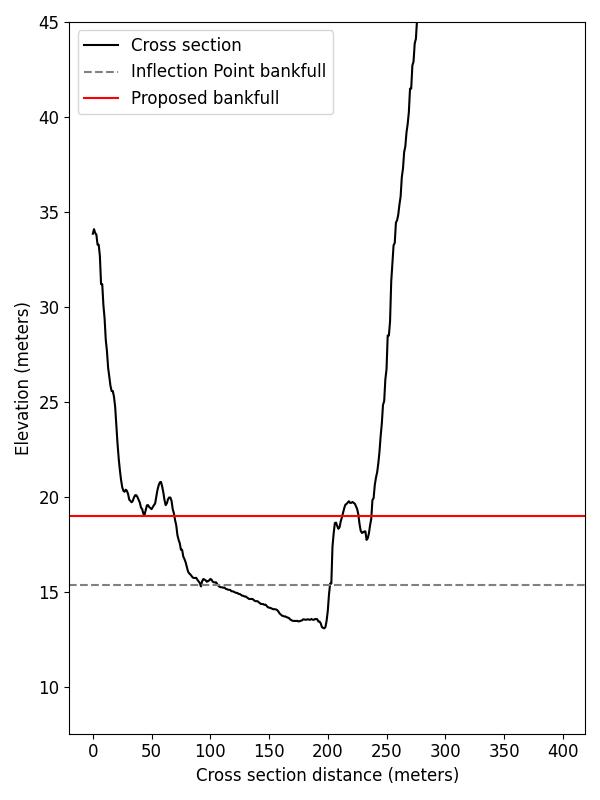 45
40
35
30
25
20
15
10
Elevation (meters)
Cross section
Inflection Point bankfull
Proposed bankfull
0 50 100 150 200 250 300 350 400
Cross section distance (meters)